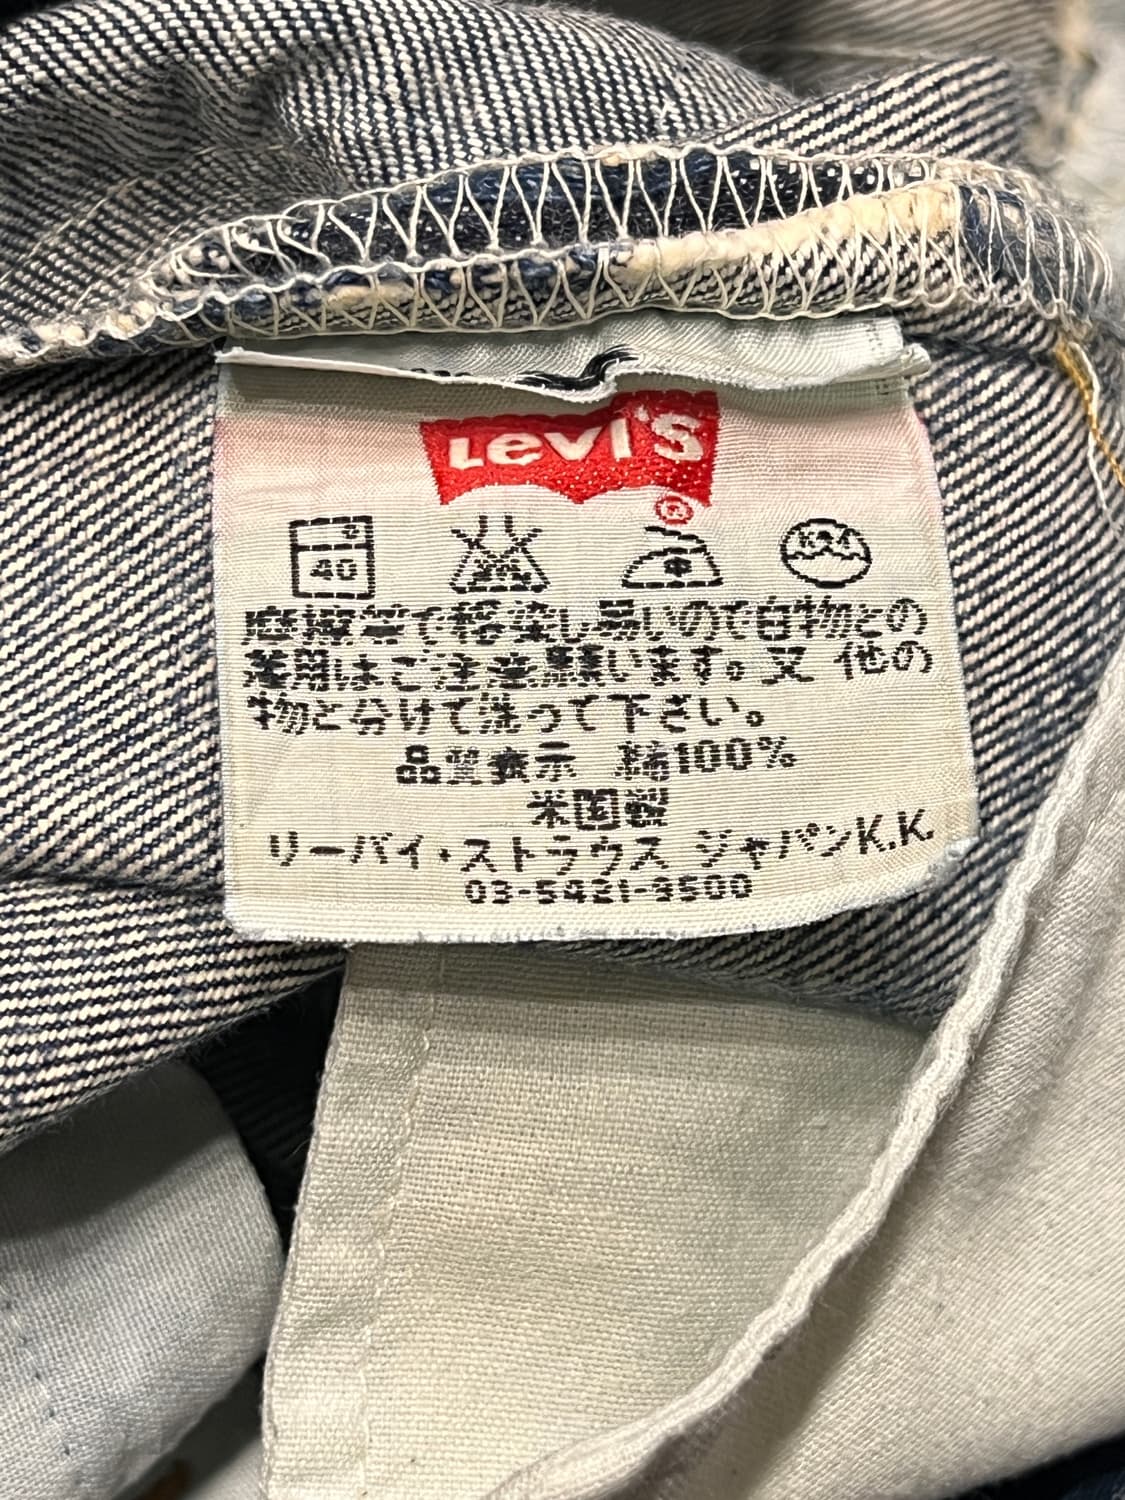 Levi's
®
40
摩擦等で移染し易いので白物との
着用はご注意願います。又 他の
物と分けて洗って下さい。
品質表示 綿100%
米国製
リーバイ・ストラウス ジャパンK.K.
03-5421-9500